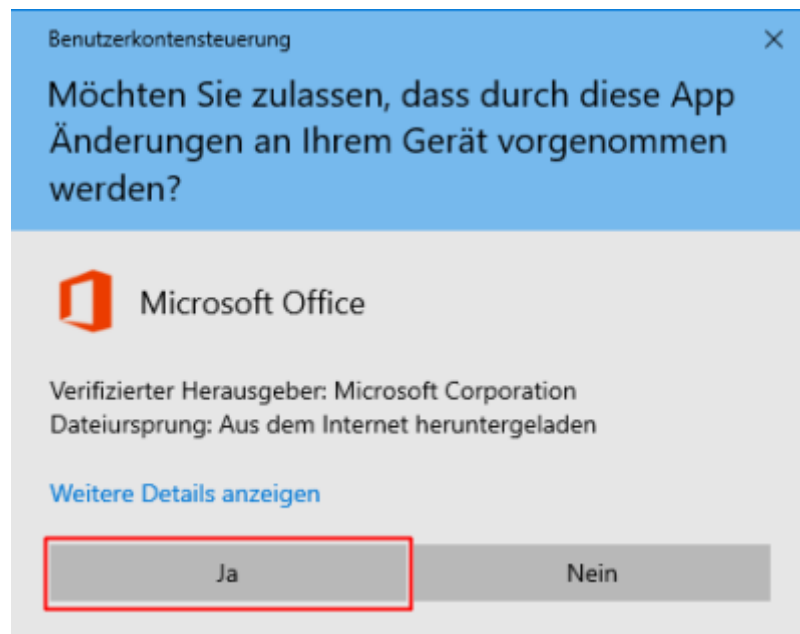 Benutzerkontensteuerung
Möchten Sie zulassen, dass durch diese App
Änderungen an Ihrem Gerät vorgenommen
werden?
Microsoft Office
Verifizierter Herausgeber: Microsoft Corporation
Dateiursprung: Aus dem Internet heruntergeladen
Weitere Details anzeigen
Ja
Nein